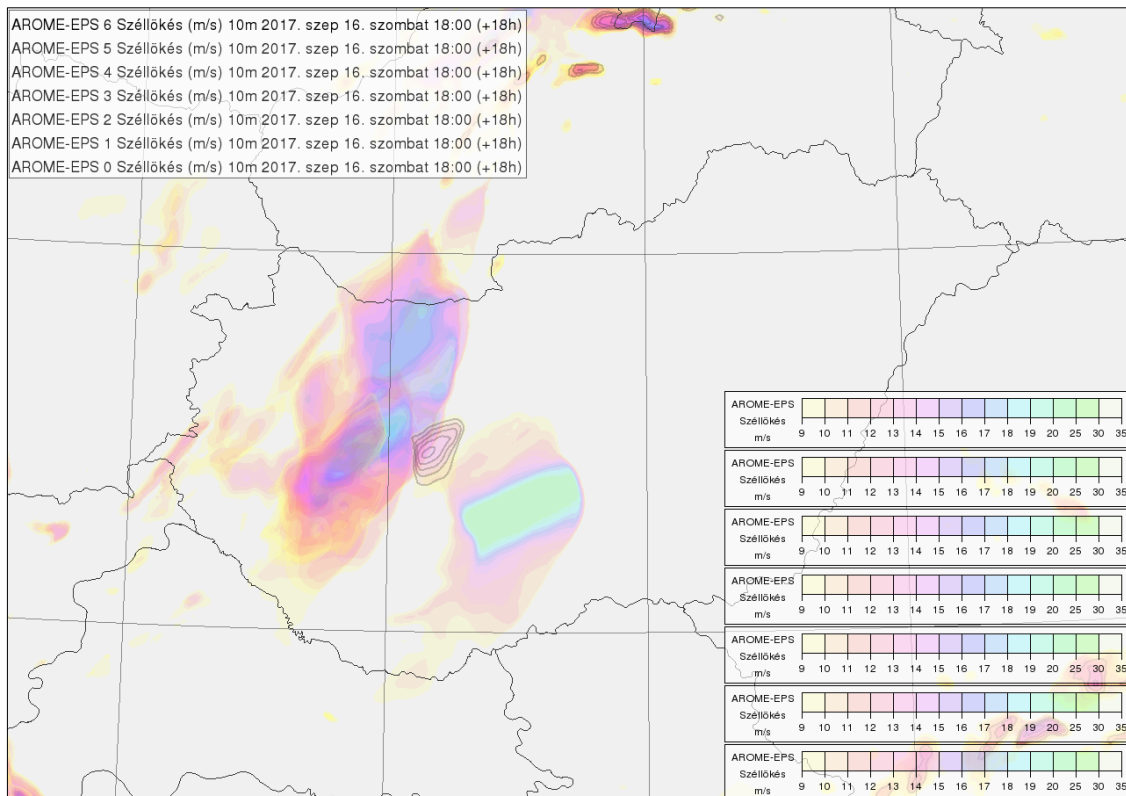 AROME-EPS 6 Széllökés (m/s) 10m 2017. szep 16. szombat 18:00 (+18h)
AROME-EPS 5 Széllökés (m/s) 10m 2017. szep 16. szombat 18:00 (+18h)
AROME-EPS 4 Széllökés (m/s) 10m 2017. szep 16. szombat 18:00 (+18h)
AROME-EPS 3 Széllökés (m/s) 10m 2017. szep 16. szombat 18:00 (+18h)
AROME-EPS 2 Széllökés (m/s) 10m 2017. szep 16. szombat 18:00 (+18h)
AROME-EPS 1 Széllökés (m/s) 10m 2017. szep 16. szombat 18:00 (+18h)
AROME-EPS 0 Széllökés (m/s) 10m 2017. szep 16. szombat 18:00 (+18h)
AROME-EPS
Széllökés
m/s 9 10 11 12 13 14 15 16 17 18 19 20 25 30 35
AROME-EPS
Széllökés
m/s 9 10 11 12 13 14 15 16 17 18 19 20 25 30 35
AROME-EPS
Széllökés
m/s 9 10 11 12 13 14 15 16 17 18 19 20 25 30 35
AROME-EPS
Széllökés
m/s 9 10 11 12 13 14 15 16 17 18 19 20 25 30 35
AROME-EPS
Széllökés
m/s 9 10 11 12 13 14 15 16 17 18 19 20 25 30 35
AROME-EPS
Széllökés
m/s 9 10 11 12 13 14 15 16 17 18 19 20 25 30 35
AROME-EPS
Széllökés
m/s 9 10 11 12 13 14 15 16 17 18 19 20 25 30 35